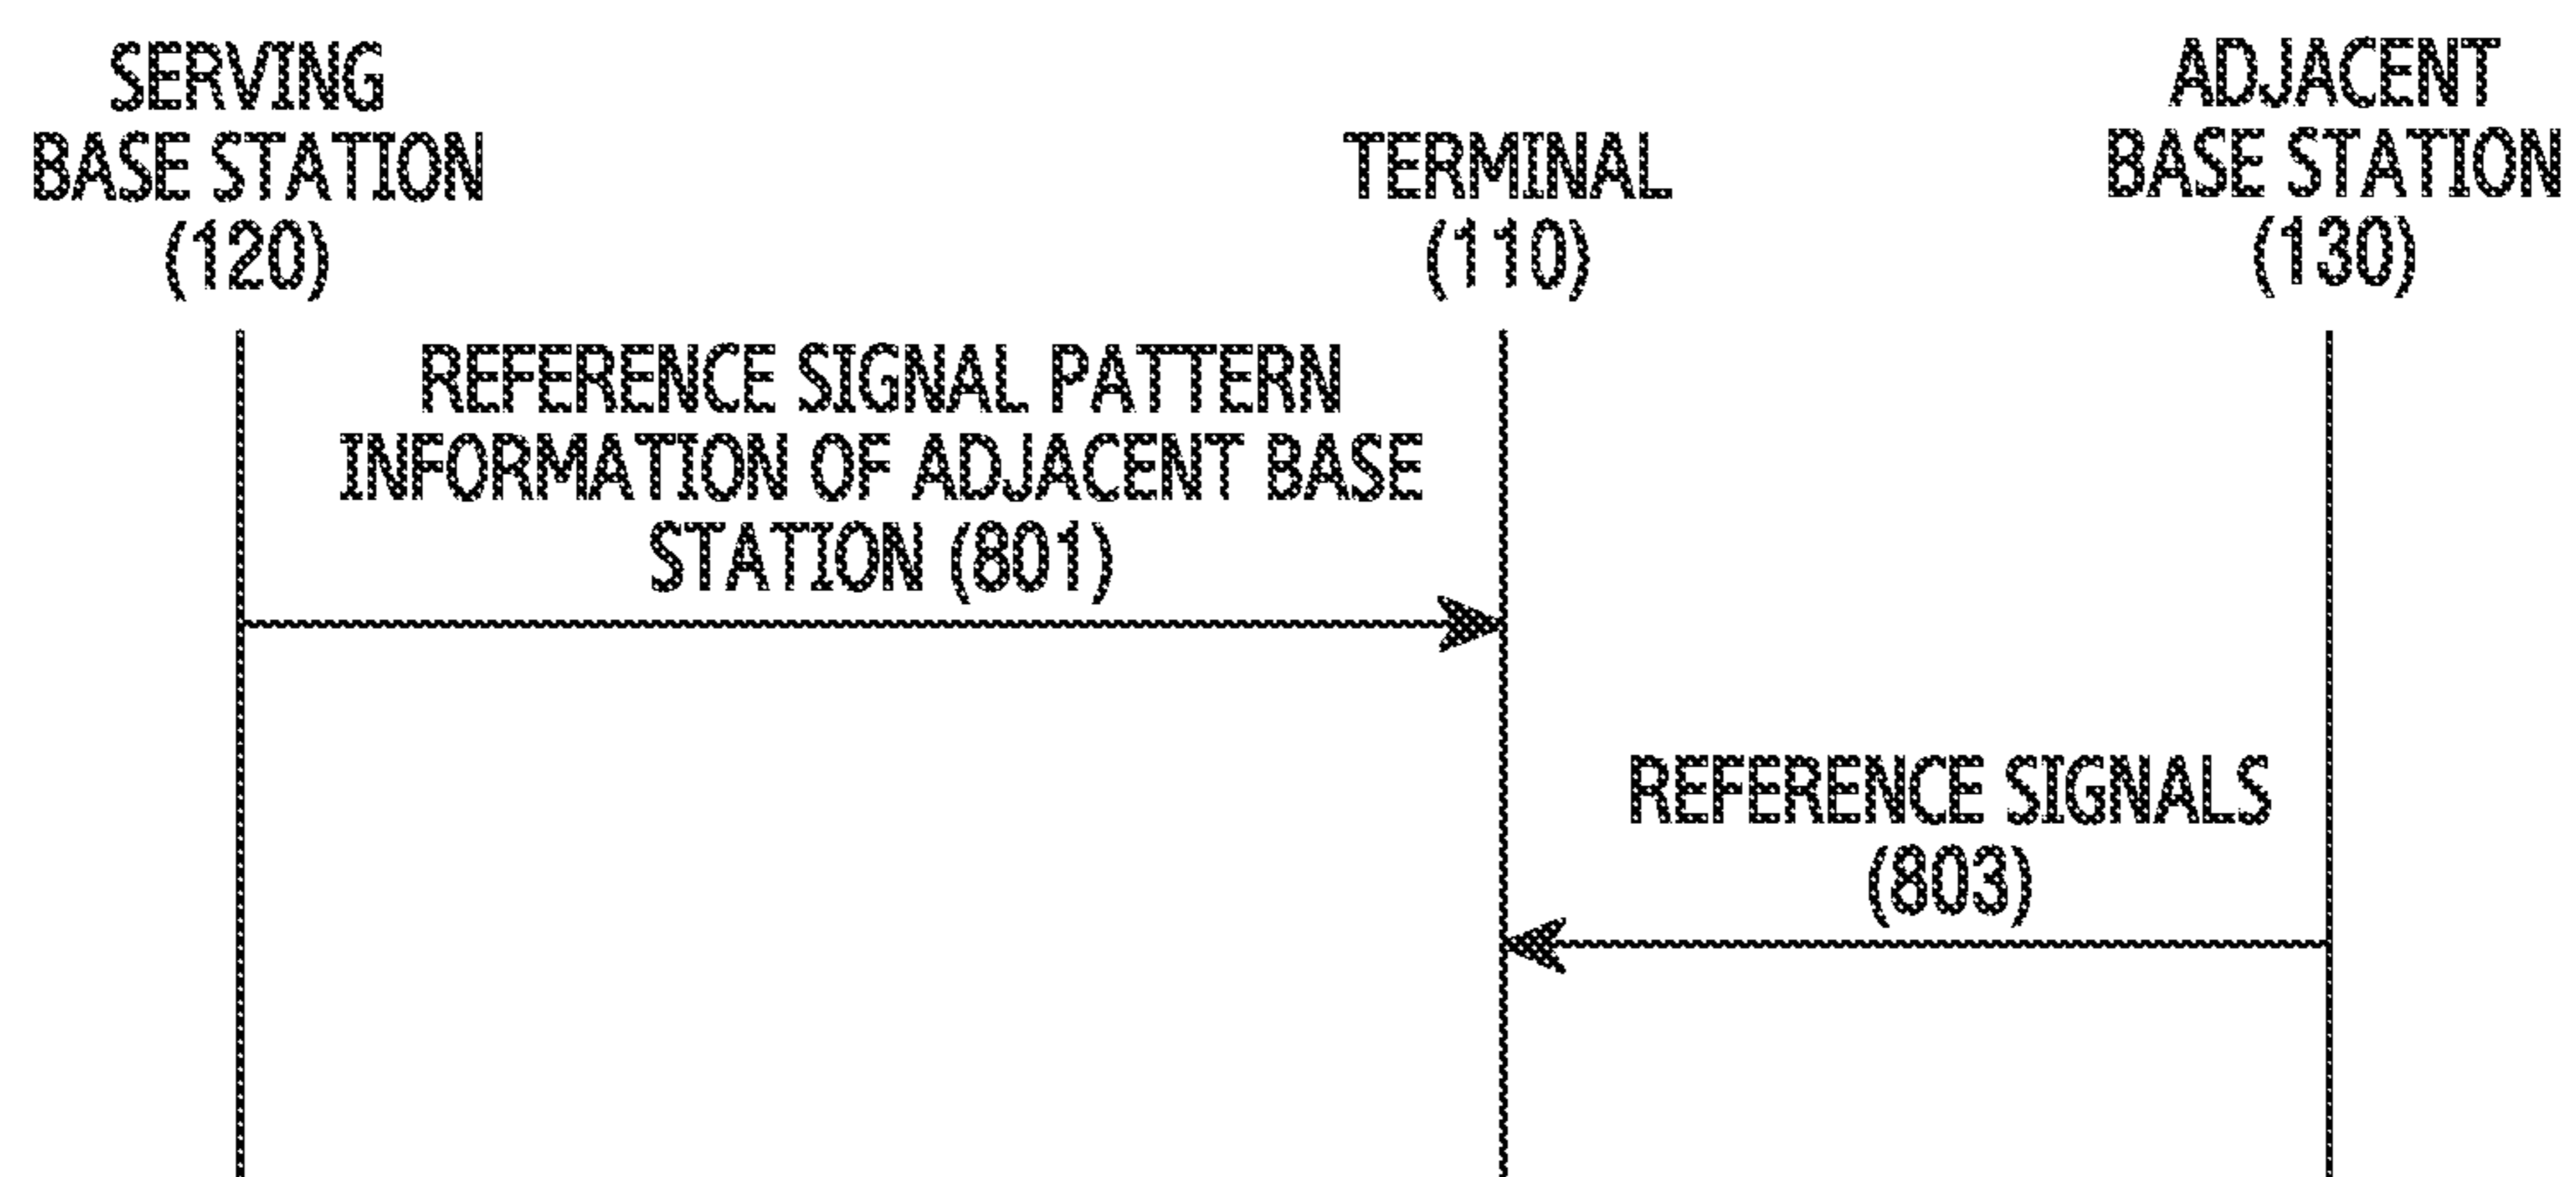 SERVING
BASE STATION
(120)
TERMINAL
(110)
ADJACENT
BASE STATION
(130)
REFERENCE SIGNAL PATTERN
INFORMATION OF ADJACENT BASE
STATION (801)
REFERENCE SIGNALS
(803)